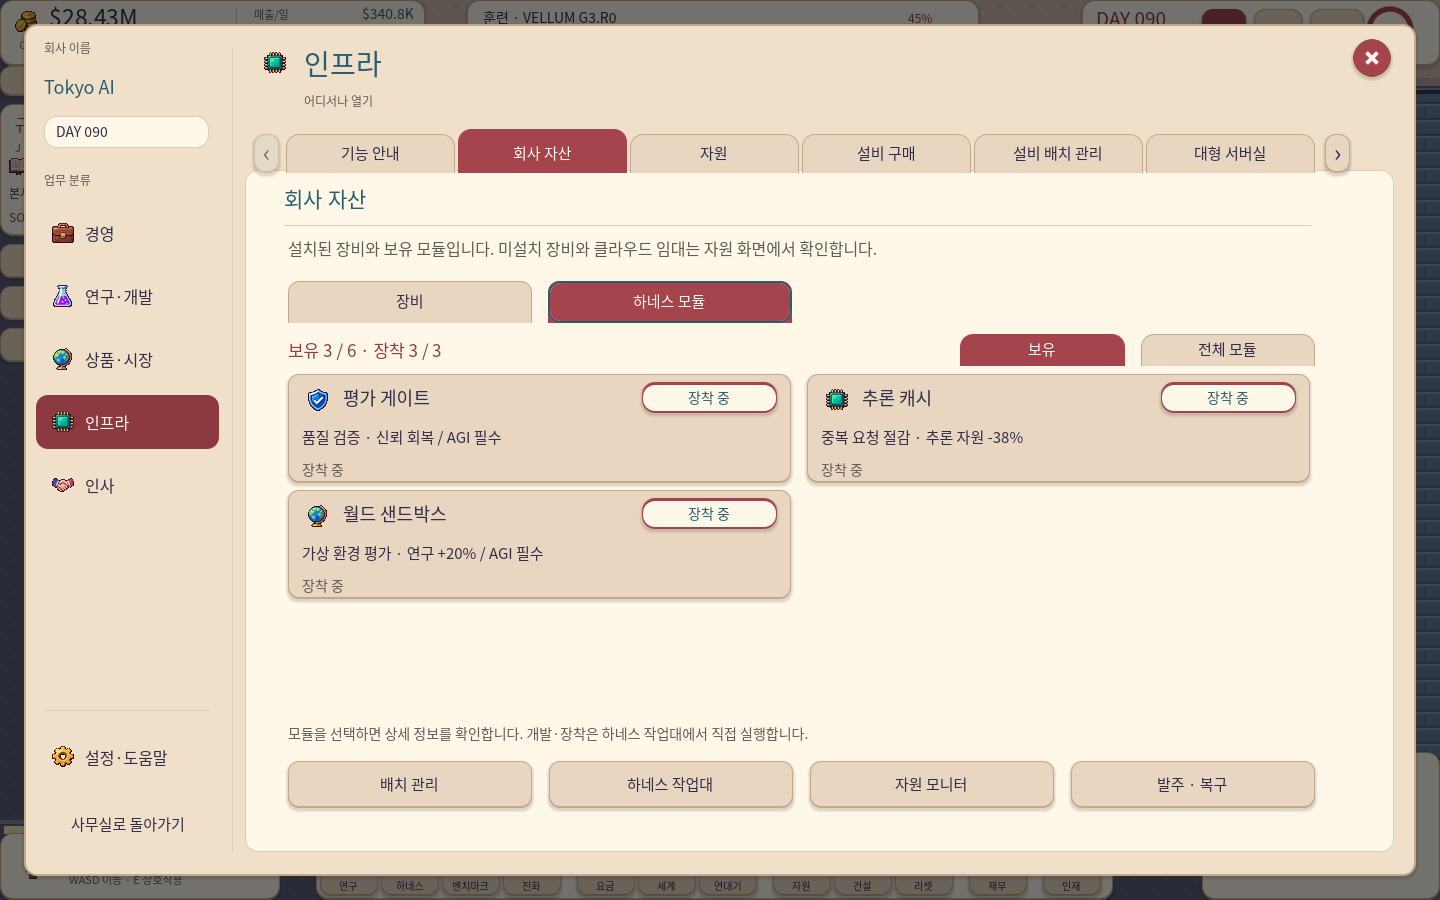 $28.43M
매출/일
$340.8K
훈련 · VELLUM G3.R0
45%
DAY 090
회사 이름
Tokyo AI
DAY 090
업무 분류
경영
연구·개발
상품·시장
인프라
인사
설정·도움말
사무실로 돌아가기
인프라
어디서나 열기
‹
기능 안내
회사 자산
자원
설비 구매
설비 배치 관리
대형 서버실
›
회사 자산
설치된 장비와 보유 모듈입니다. 미설치 장비와 클라우드 임대는 자원 화면에서 확인합니다.
장비
하네스 모듈
보유 3 / 6 · 장착 3 / 3
보유
전체 모듈
평가 게이트
장착 중
품질 검증 · 신뢰 회복 / AGI 필수
장착 중
추론 캐시
장착 중
중복 요청 절감 · 추론 자원 -38%
장착 중
월드 샌드박스
장착 중
가상 환경 평가 · 연구 +20% / AGI 필수
장착 중
모듈을 선택하면 상세 정보를 확인합니다. 개발·장착은 하네스 작업대에서 직접 실행합니다.
배치 관리
하네스 작업대
자원 모니터
발주 · 복구
WASD 이동 · E 상호작용
연구
하네스
벤치마크
진화
요금
세계
연대기
자원
건설
리셋
재무
인재